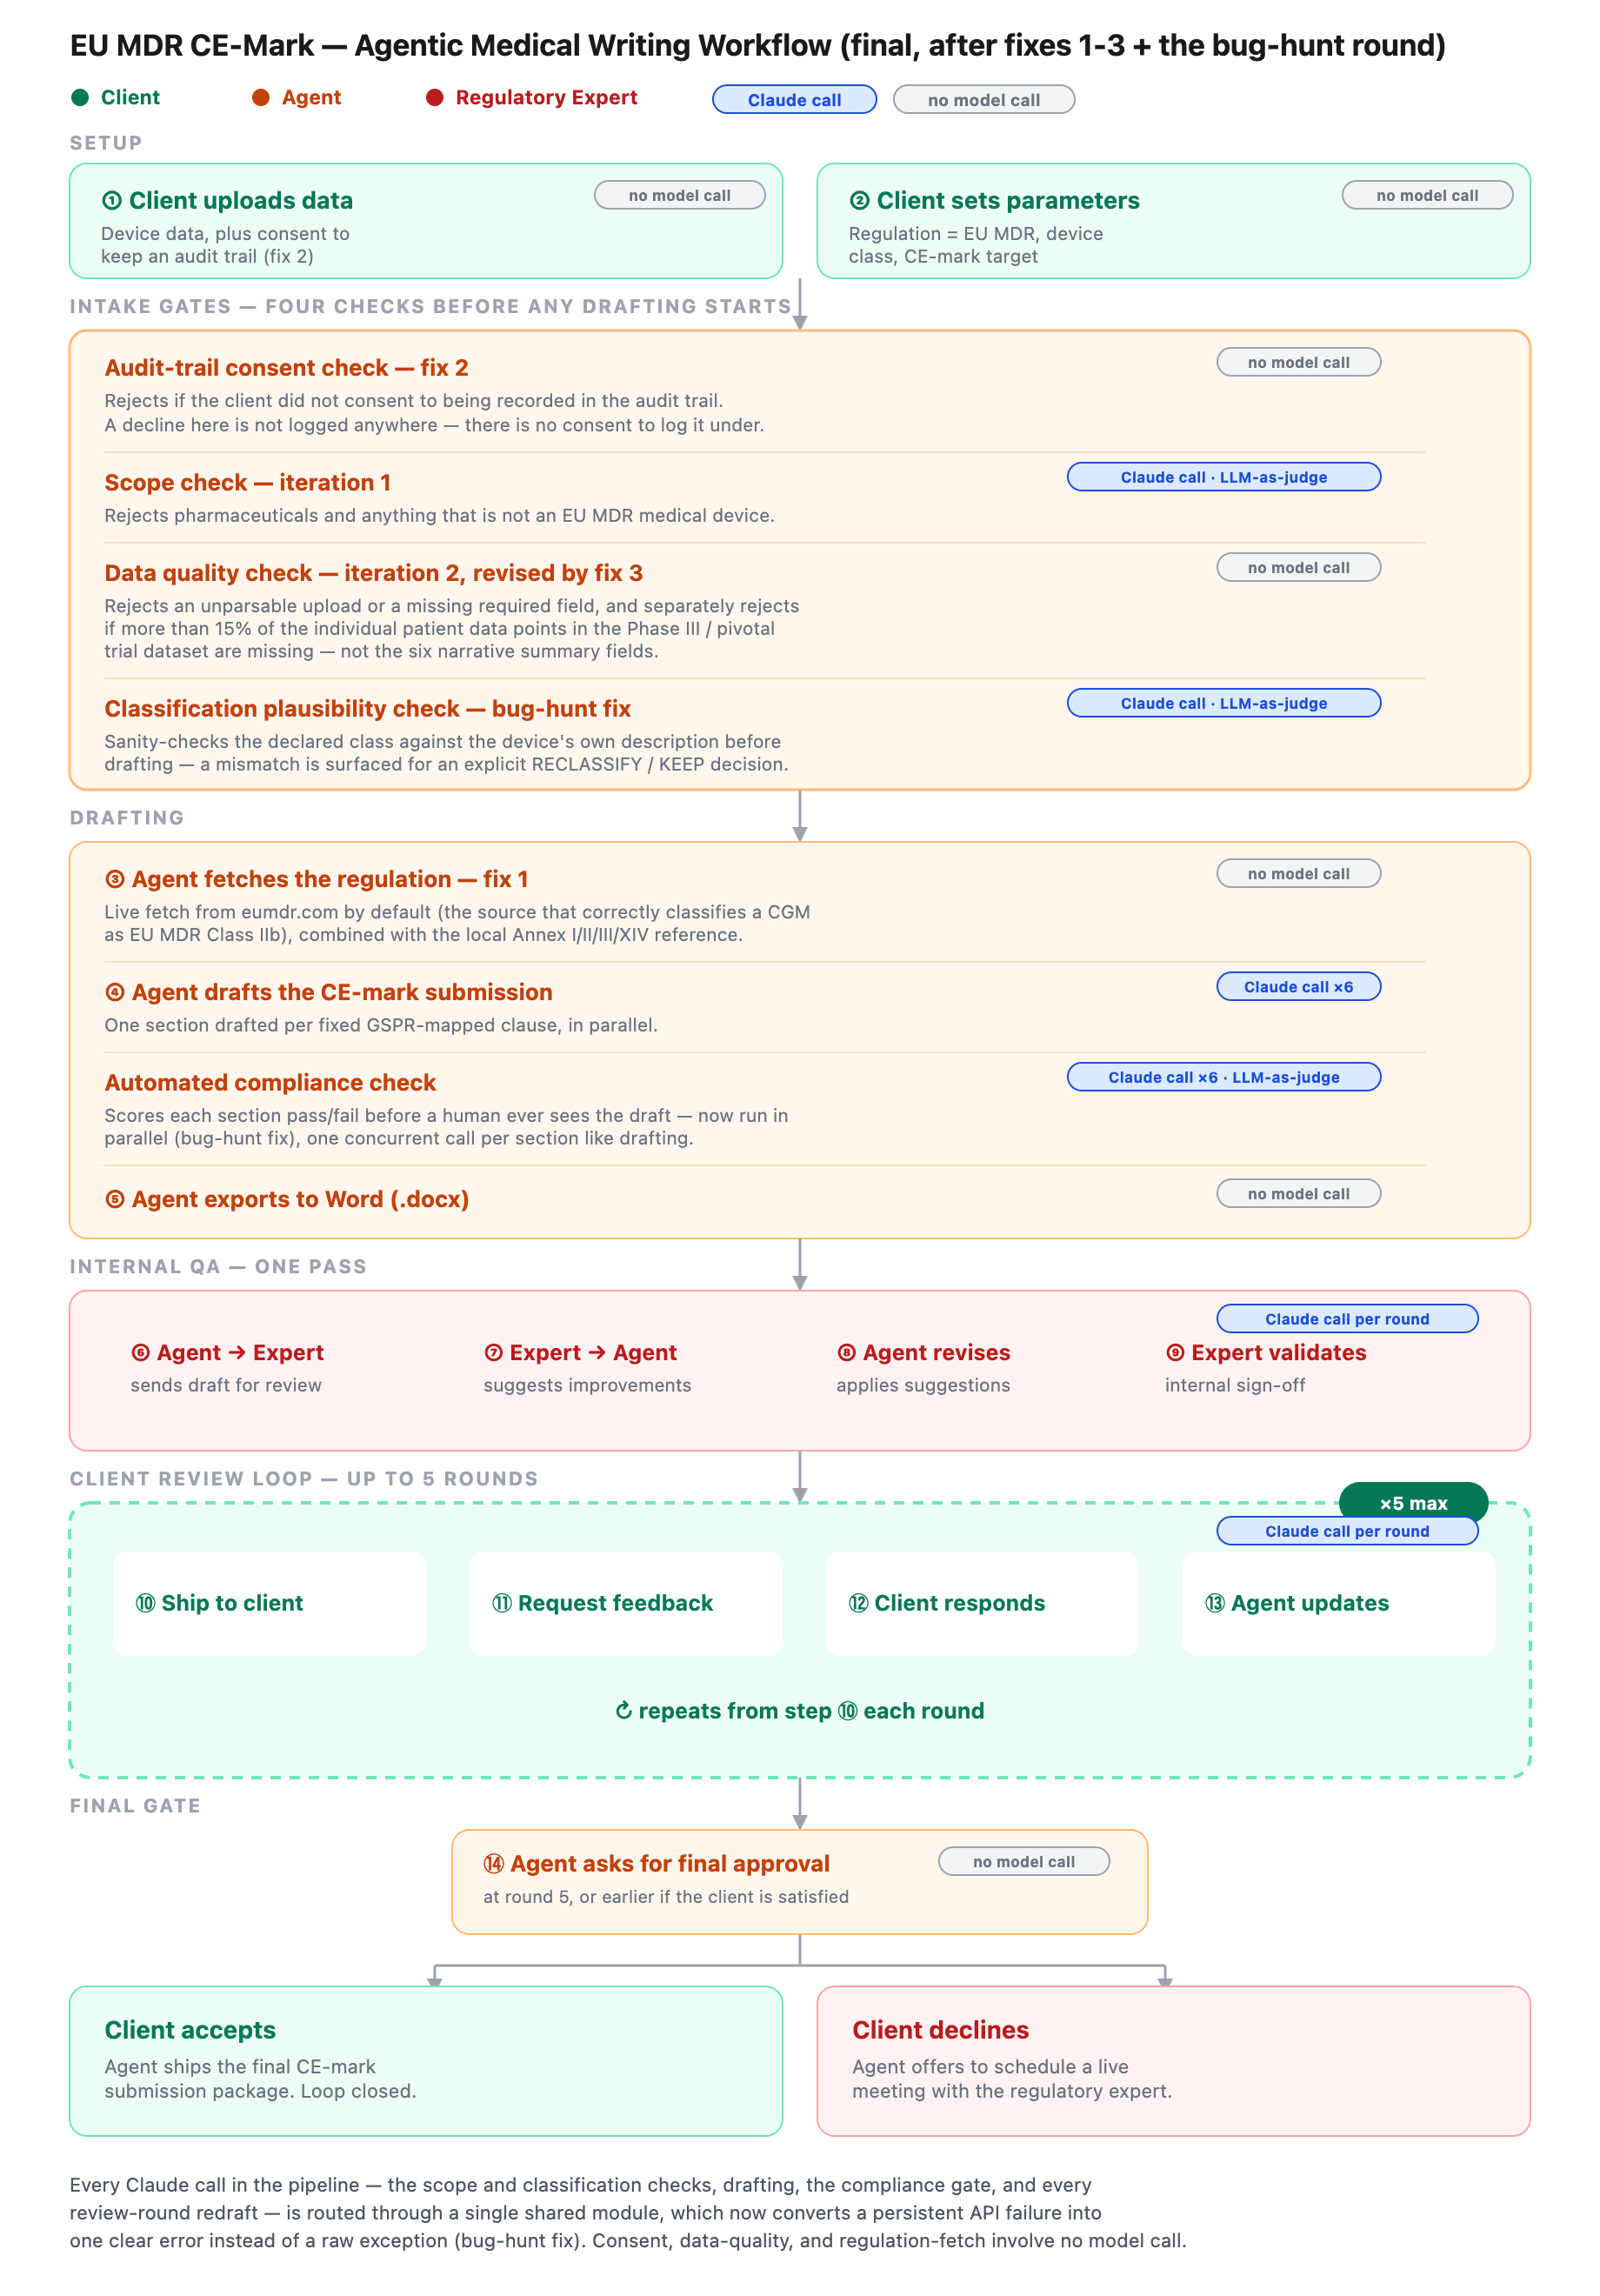 EU MDR CE-Mark — Agentic Medical Writing Workflow (final, after fixes 1-3 + the bug-hunt round)
Client
Agent
Regulatory Expert
Claude call
no model call
SETUP
① Client uploads data
no model call
Device data, plus consent to
keep an audit trail (fix 2)
② Client sets parameters
no model call
Regulation = EU MDR, device
class, CE-mark target
INTAKE GATES — FOUR CHECKS BEFORE ANY DRAFTING STARTS
Audit-trail consent check — fix 2
no model call
Rejects if the client did not consent to being recorded in the audit trail.
A decline here is not logged anywhere — there is no consent to log it under.
Scope check — iteration 1
Claude call · LLM-as-judge
Rejects pharmaceuticals and anything that is not an EU MDR medical device.
Data quality check — iteration 2, revised by fix 3
no model call
Rejects an unparsable upload or a missing required field, and separately rejects
if more than 15% of the individual patient data points in the Phase III / pivotal
trial dataset are missing — not the six narrative summary fields.
Classification plausibility check — bug-hunt fix
Claude call · LLM-as-judge
Sanity-checks the declared class against the device's own description before
drafting — a mismatch is surfaced for an explicit RECLASSIFY / KEEP decision.
DRAFTING
③ Agent fetches the regulation — fix 1
no model call
Live fetch from eumdr.com by default (the source that correctly classifies a CGM
as EU MDR Class IIb), combined with the local Annex I/II/III/XIV reference.
④ Agent drafts the CE-mark submission
Claude call ×6
One section drafted per fixed GSPR-mapped clause, in parallel.
Automated compliance check
Claude call ×6 · LLM-as-judge
Scores each section pass/fail before a human ever sees the draft — now run in
parallel (bug-hunt fix), one concurrent call per section like drafting.
⑤ Agent exports to Word (.docx)
no model call
INTERNAL QA — ONE PASS
Claude call per round
⑥ Agent → Expert
sends draft for review
⑦ Expert → Agent
suggests improvements
⑧ Agent revises
applies suggestions
⑨ Expert validates
internal sign-off
CLIENT REVIEW LOOP — UP TO 5 ROUNDS
×5 max
Claude call per round
⑩ Ship to client
⑪ Request feedback
⑫ Client responds
⑬ Agent updates
↻ repeats from step ⑩ each round
FINAL GATE
⑭ Agent asks for final approval
no model call
at round 5, or earlier if the client is satisfied
Client accepts
Agent ships the final CE-mark
submission package. Loop closed.
Client declines
Agent offers to schedule a live
meeting with the regulatory expert.
Every Claude call in the pipeline — the scope and classification checks, drafting, the compliance gate, and every
review-round redraft — is routed through a single shared module, which now converts a persistent API failure into
one clear error instead of a raw exception (bug-hunt fix). Consent, data-quality, and regulation-fetch involve no model call.